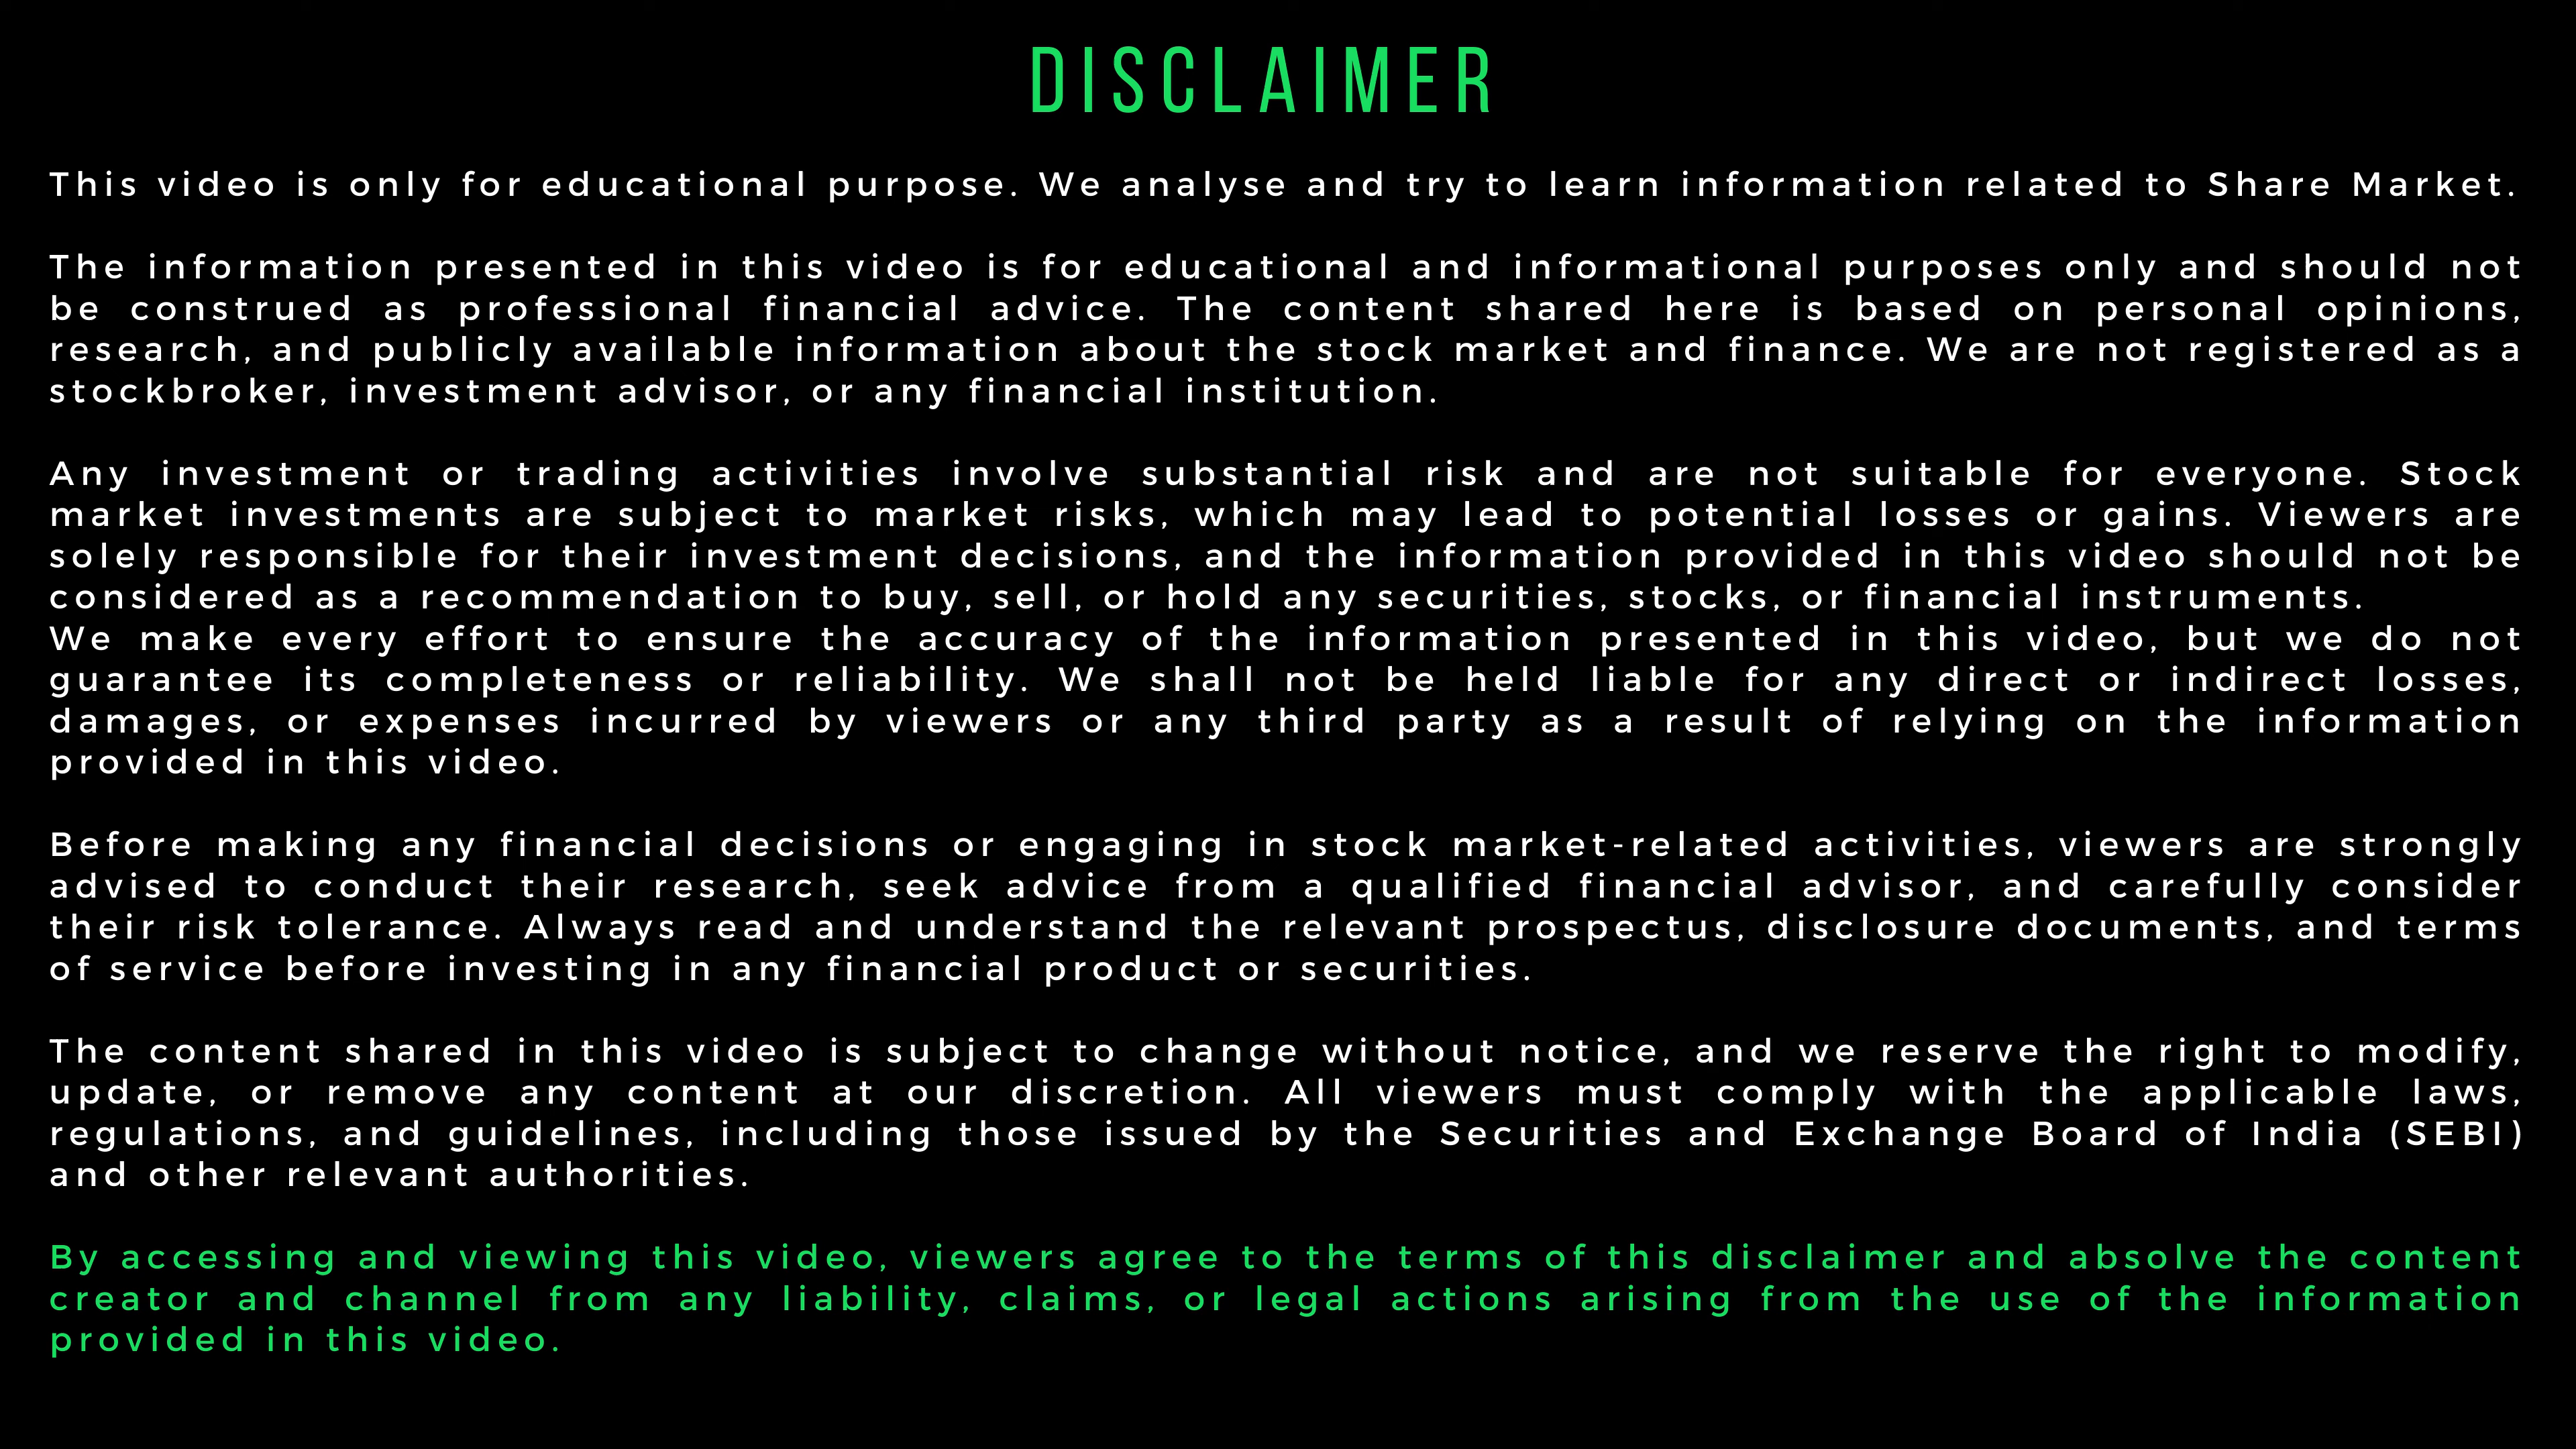 DISCLAIMER
This video is only for educational purpose. We analyse and try to learn information related to Share Market.
The information presented in this video is for educational and informational purposes only and should not
be construed as professional financial advice. The content shared here is based on personal opinions,
research, and publicly available information about the stock market and finance. We are not registered as a
stockbroker, investment advisor, or any financial institution.
Any investment or trading activities involve substantial risk and are not suitable for everyone. Stock
market investments are subject to market risks, which may lead to potential losses or gains. Viewers are
solely responsible for their investment decisions, and the information provided in this video should not be
considered as a recommendation to buy, sell, or hold any securities, stocks, or financial instruments.
We make every effort to ensure the accuracy of the information presented in this video, but we do not
guarantee its completeness or reliability. We shall not be held liable for any direct or indirect losses,
damages, or expenses incurred by viewers or any third party as a result of relying on the information
provided in this video.
Before making any financial decisions or engaging in stock market-related activities, viewers are strongly
advised to conduct their research, seek advice from a qualified financial advisor, and carefully consider
their risk tolerance. Always read and understand the relevant prospectus, disclosure documents, and terms
of service before investing in any financial product or securities.
The content shared in this video is subject to change without notice, and we reserve the right to modify,
update, or remove any content at our discretion. All viewers must comply with the applicable laws,
regulations, and guidelines, including those issued by the Securities and Exchange Board of India (SEBI)
and other relevant authorities.
By accessing and viewing this video, viewers agree to the terms of this disclaimer and absolve the content
creator and channel from any liability, claims, or legal actions arising from the use of the information
provided in this video.